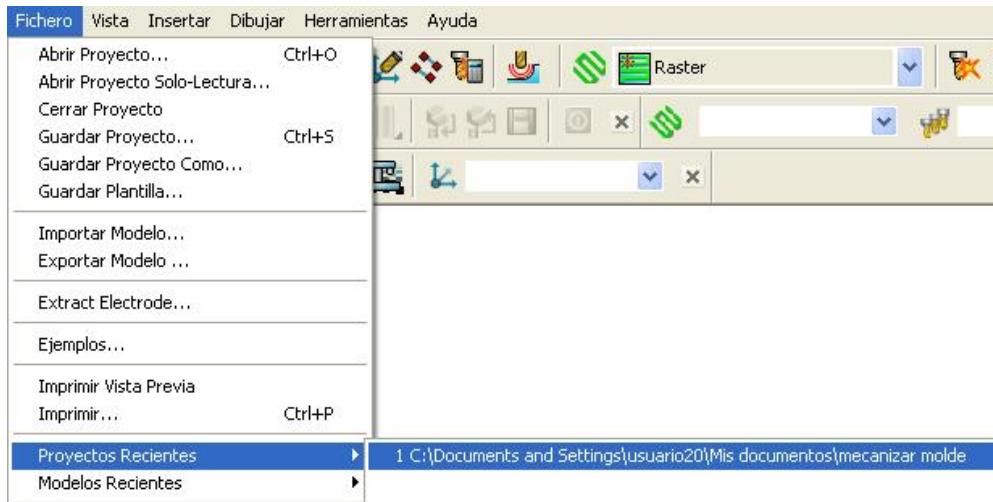 Fichero Vista Insertar Dibujar Herramientas Ayuda
Abrir Proyecto... Ctrl+O
Abrir Proyecto Solo-Lectura...
Cerrar Proyecto
Guardar Proyecto... Ctrl+S
Guardar Proyecto Como...
Guardar Plantilla...
Importar Modelo...
Exportar Modelo ...
Extract Electrode...
Ejemplos...
Imprimir Vista Previa
Imprimir... Ctrl+P
Proyectos Recientes
Modelos Recientes
Raster
1 C:\Documents and Settings\usuario20\Mis documentos\mecanizar molde